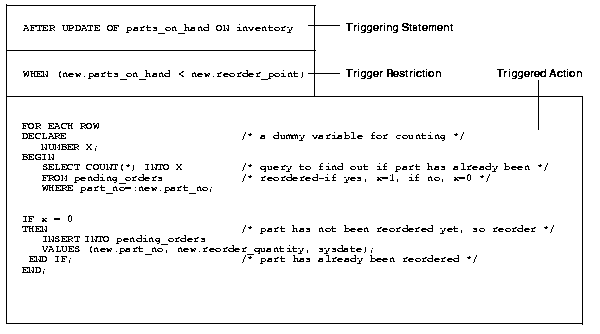 AFTER UPDATE OF parts_on_hand ON inventory Triggering Statement
WHEN (new.parts_on_hand < new.reorder_point) Trigger Restriction Triggered Action
FOR EACH ROW
DECLARE /* a dummy variable for counting */
NUMBER X;
BEGIN
SELECT COUNT(*) INTO X /* query to find out if part has already been */
FROM pending_orders /* reordered-if yes, x=1, if no, x=0 */
WHERE part_no=:new.part_no;
IF x = 0
THEN /* part has not been reordered yet, so reorder */
INSERT INTO pending_orders
VALUES (new.part_no, new.reorder_quantity, sysdate);
END IF; /* part has already been reordered */
END;